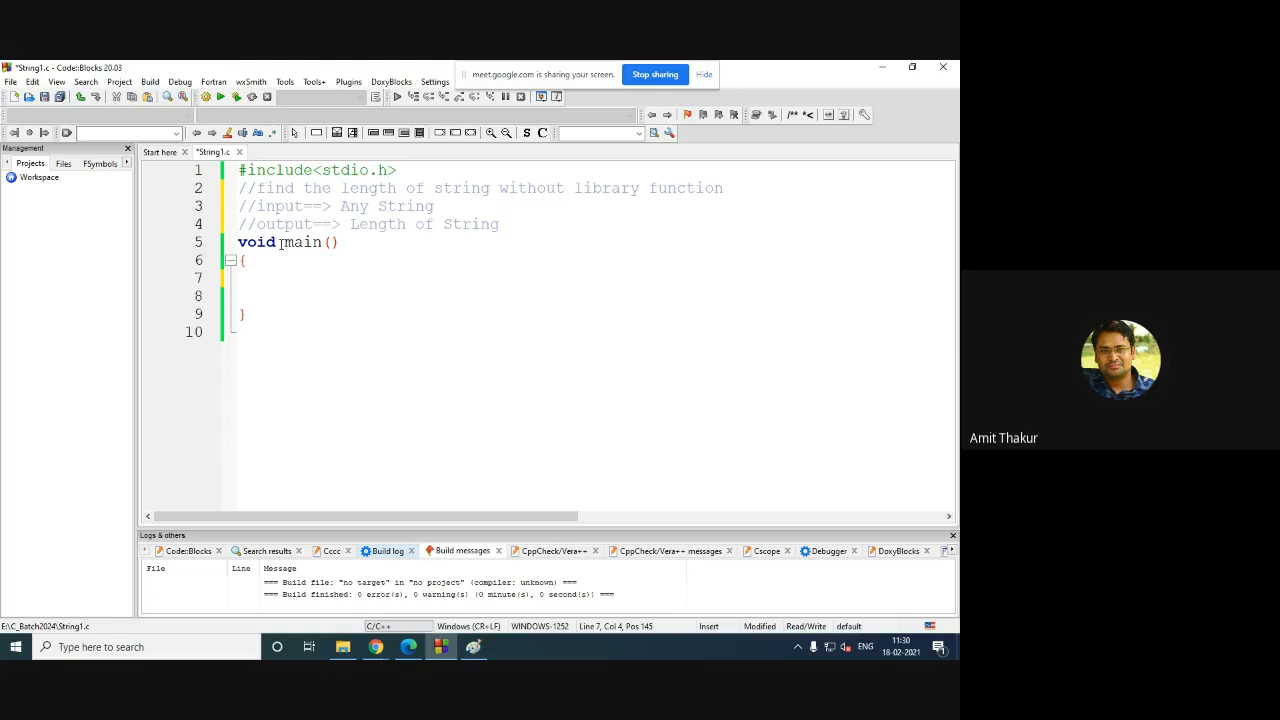 *String1.c - Code::Blocks 20.03
File Edit View Search Project Build Debug Fortran wxSmith Tools Tools+ Plugins DoxyBlocks Settings
meet.google.com is sharing your screen. Stop sharing Hide
Management
Projects Files FSymbols
Workspace
Start here *String1.c
1 #include<stdio.h>
2 //find the length of string without library function
3 //input==> Any String
4 //output==> Length of String
5 void main()
6 {
7
8
9 }
10
Logs & others
Code::Blocks Search results Cccc Build log Build messages CppCheck/Vera++ CppCheck/Vera++ messages Cscope Debugger DoxyBlocks
File Line Message
=== Build file: "no target" in "no project" (compiler: unknown) ===
=== Build finished: 0 error(s), 0 warning(s) (0 minute(s), 0 second(s)) ===
E:\C_Batch2024\String1.c C/C++ Windows (CR+LF) WINDOWS-1252 Line 7, Col 4, Pos 145 Insert Modified Read/Write default
Type here to search
ENG
11:30
18-02-2021
Amit Thakur